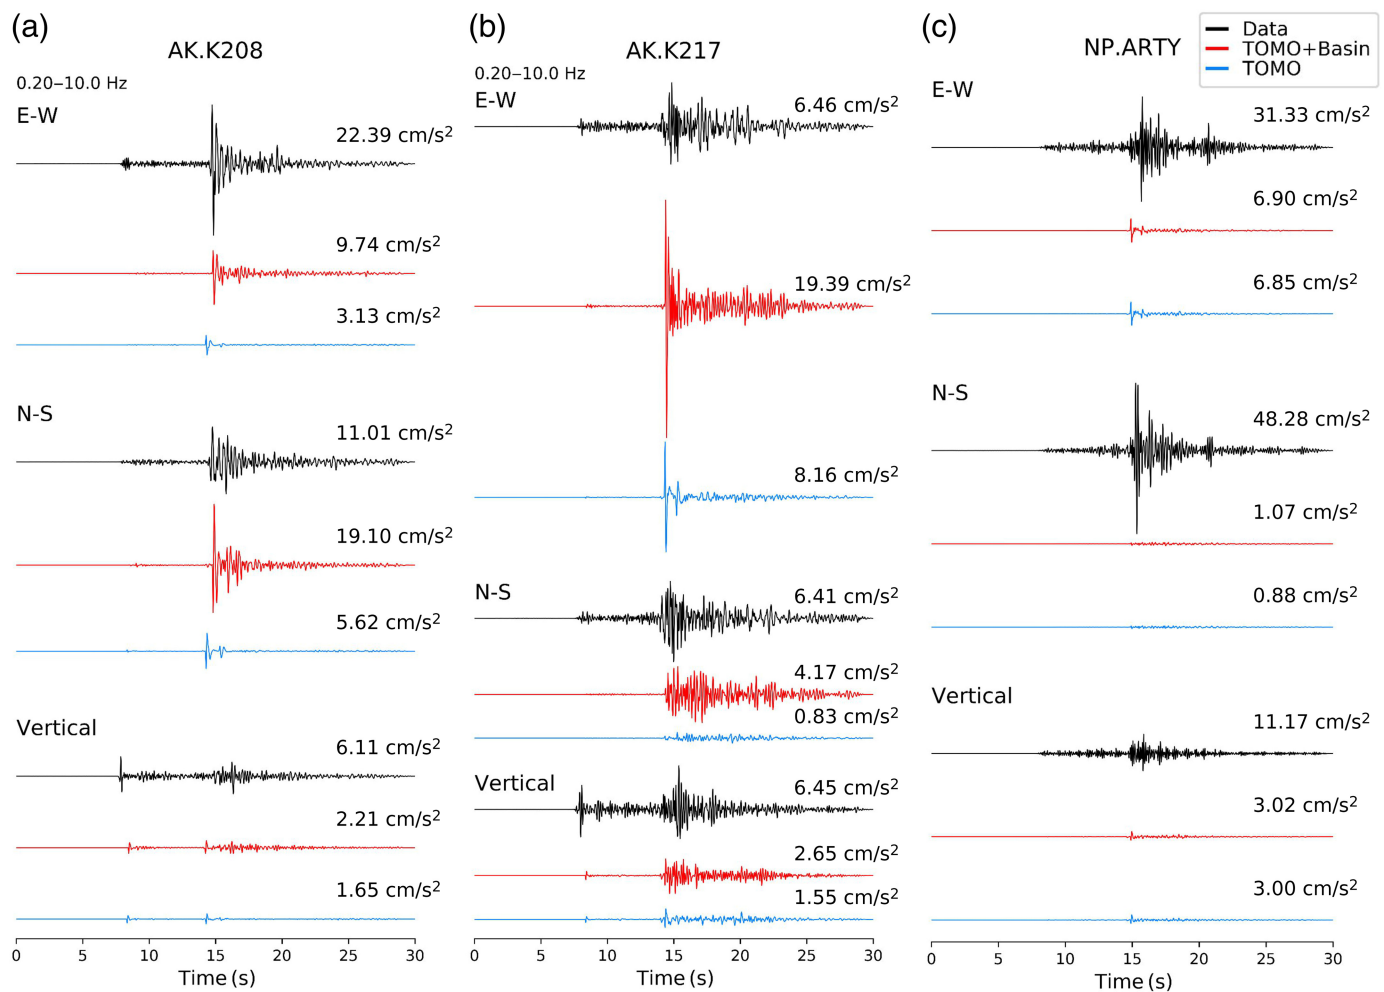 (a)
AK.K208
0.20–10.0 Hz
E-W
22.39 cm/s²
9.74 cm/s²
3.13 cm/s²
N-S
11.01 cm/s²
19.10 cm/s²
5.62 cm/s²
Vertical
6.11 cm/s²
2.21 cm/s²
1.65 cm/s²
0 5 10 15 20 25 30
Time (s)
(b)
AK.K217
0.20–10.0 Hz
E-W
6.46 cm/s²
19.39 cm/s²
8.16 cm/s²
N-S
6.41 cm/s²
4.17 cm/s²
0.83 cm/s²
Vertical
6.45 cm/s²
2.65 cm/s²
1.55 cm/s²
0 5 10 15 20 25 30
Time (s)
(c)
NP.ARTY
Data
TOMO+Basin
TOMO
E-W
31.33 cm/s²
6.90 cm/s²
6.85 cm/s²
N-S
48.28 cm/s²
1.07 cm/s²
0.88 cm/s²
Vertical
11.17 cm/s²
3.02 cm/s²
3.00 cm/s²
0 5 10 15 20 25 30
Time (s)